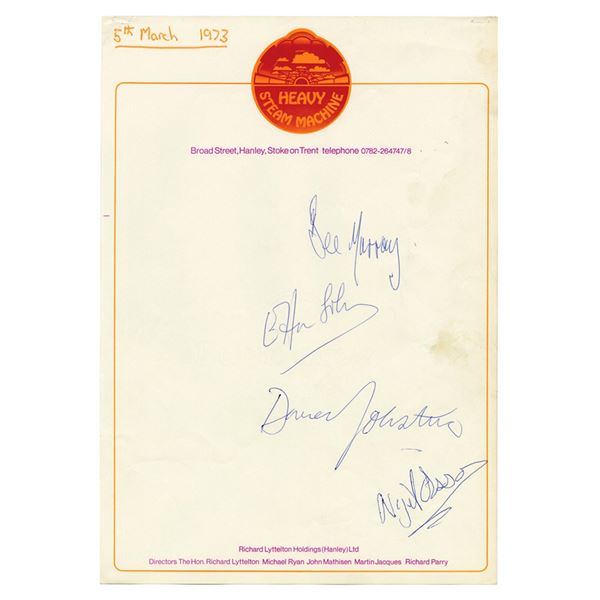 5th March 1973
HEAVY
STEAM MACHINE
Broad Street, Hanley, Stoke on Trent telephone 0782-264747/8
Dee Murray
Elton John
Davey Johnstone
Nigel Olsson
Richard Lyttelton Holdings (Hanley) Ltd
Directors The Hon. Richard Lyttelton Michael Ryan John Mathisen Martin Jacques Richard Parry